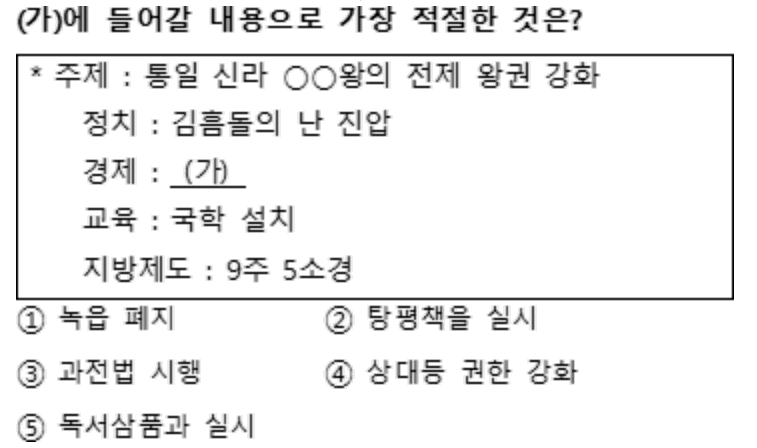 (가)에 들어갈 내용으로 가장 적절한 것은?
* 주제 : 통일 신라 ○○왕의 전제 왕권 강화
정치 : 김흠돌의 난 진압
경제 : (가)
교육 : 국학 설치
지방제도 : 9주 5소경
① 녹읍 폐지 ② 탕평책을 실시
③ 과전법 시행 ④ 상대등 권한 강화
⑤ 독서삼품과 실시